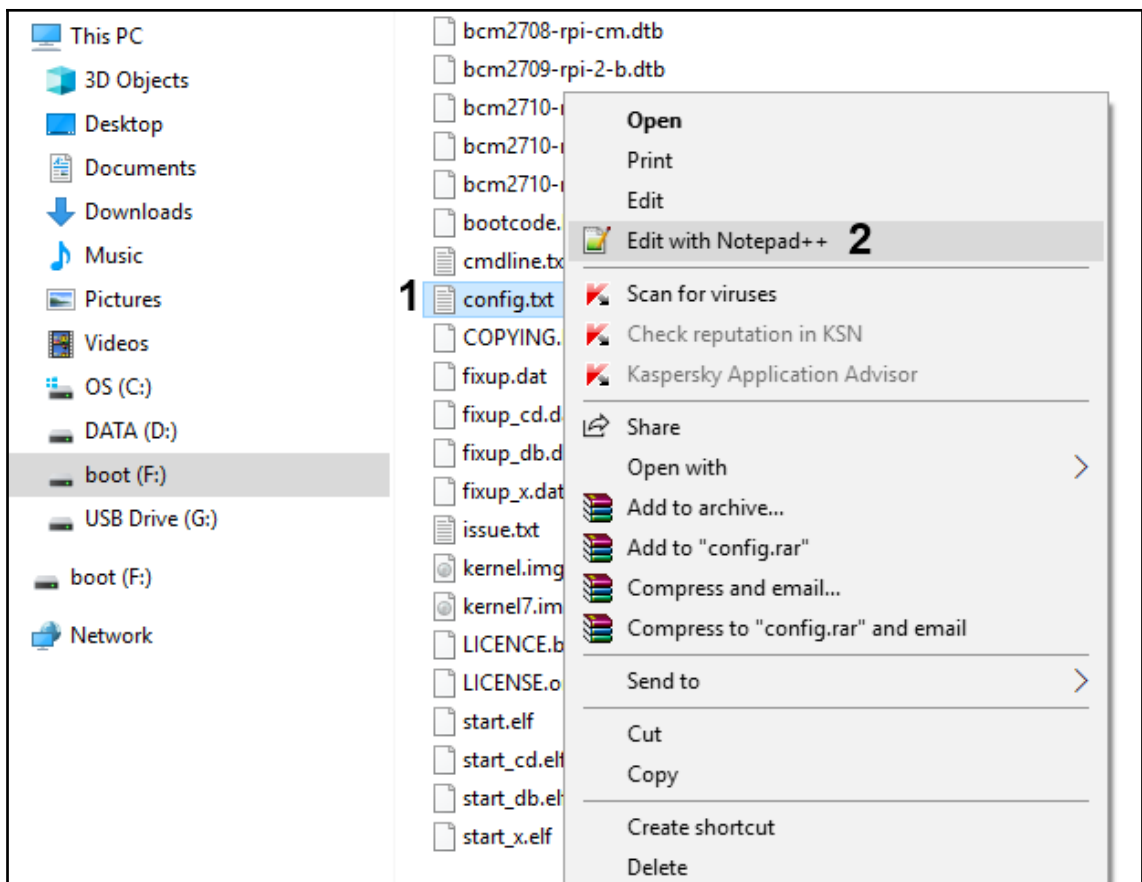 This PC
3D Objects
Desktop
Documents
Downloads
Music
Pictures
Videos
OS (C:)
DATA (D:)
boot (F:)
USB Drive (G:)
boot (F:)
Network
bcm2708-rpi-cm.dtb
bcm2709-rpi-2-b.dtb
bcm2710-r
bcm2710-r
bcm2710-r
bootcode.
cmdline.tx
1 config.txt
COPYING.
fixup.dat
fixup_cd.d
fixup_db.d
fixup_x.dat
issue.txt
kernel.img
kernel7.im
LICENCE.b
LICENSE.o
start.elf
start_cd.elf
start_db.elf
start_x.elf
Open
Print
Edit
Edit with Notepad++ 2
Scan for viruses
Check reputation in KSN
Kaspersky Application Advisor
Share
Open with
Add to archive...
Add to "config.rar"
Compress and email...
Compress to "config.rar" and email
Send to
Cut
Copy
Create shortcut
Delete